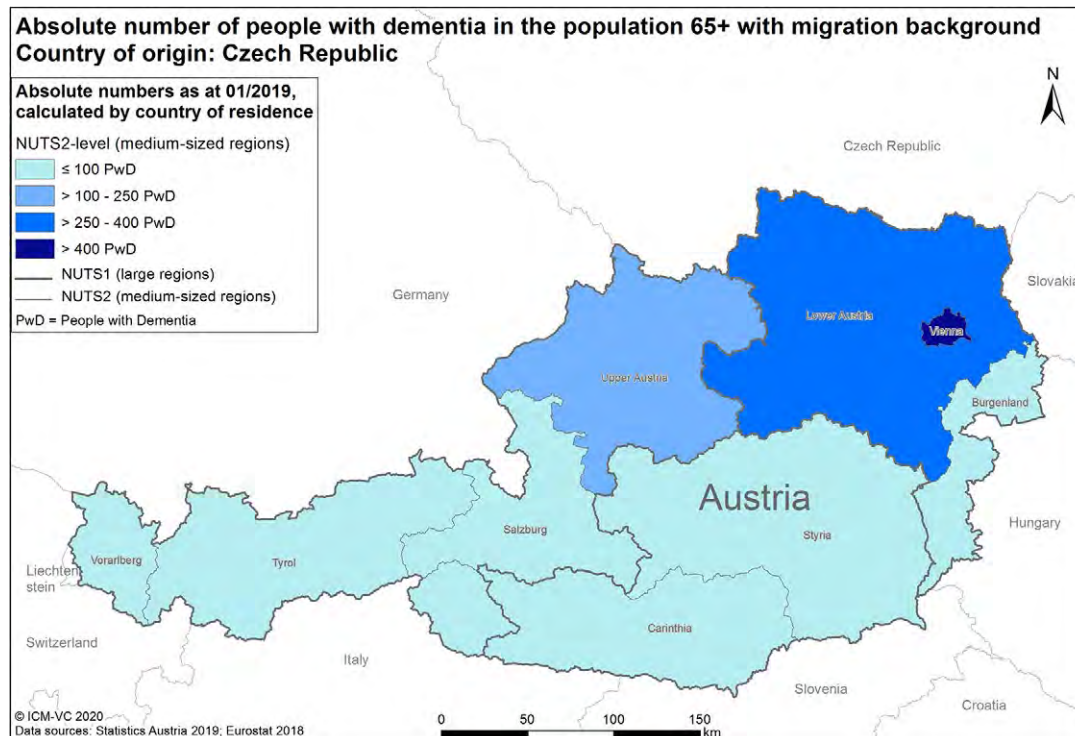 Absolute number of people with dementia in the population 65+ with migration background
Country of origin: Czech Republic
Absolute numbers as at 01/2019,
calculated by country of residence
NUTS2-level (medium-sized regions)
≤ 100 PwD
> 100 - 250 PwD
> 250 - 400 PwD
> 400 PwD
NUTS1 (large regions)
NUTS2 (medium-sized regions)
PwD = People with Dementia
N
Czech Republic
Germany
Slovakia
Lower Austria
Vienna
Upper Austria
Burgenland
Austria
Salzburg
Styria
Hungary
Vorarlberg
Tyrol
Liechten
stein
Carinthia
Switzerland
Italy
Slovenia
Croatia
© ICM-VC 2020
Data sources: Statistics Austria 2019; Eurostat 2018
0 50 100 150
km